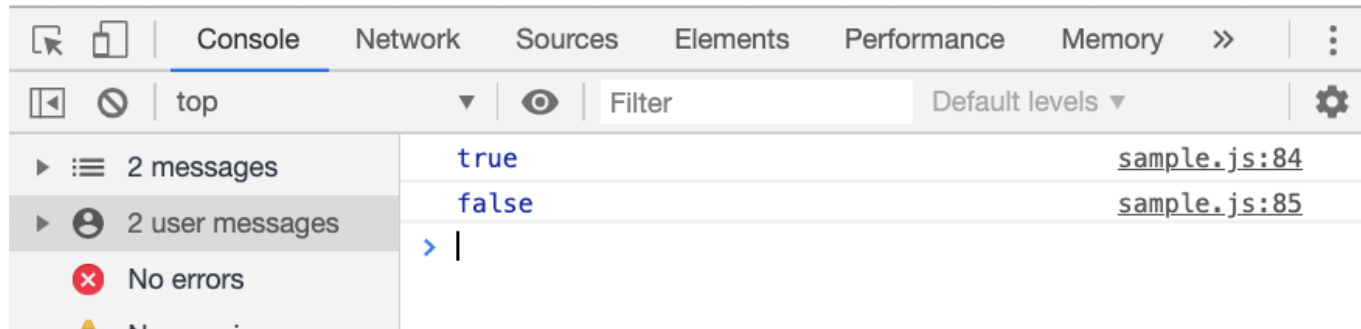 Console Network Sources Elements Performance Memory »
top Filter Default levels
2 messages
true sample.js:84
2 user messages
false sample.js:85
>
No errors